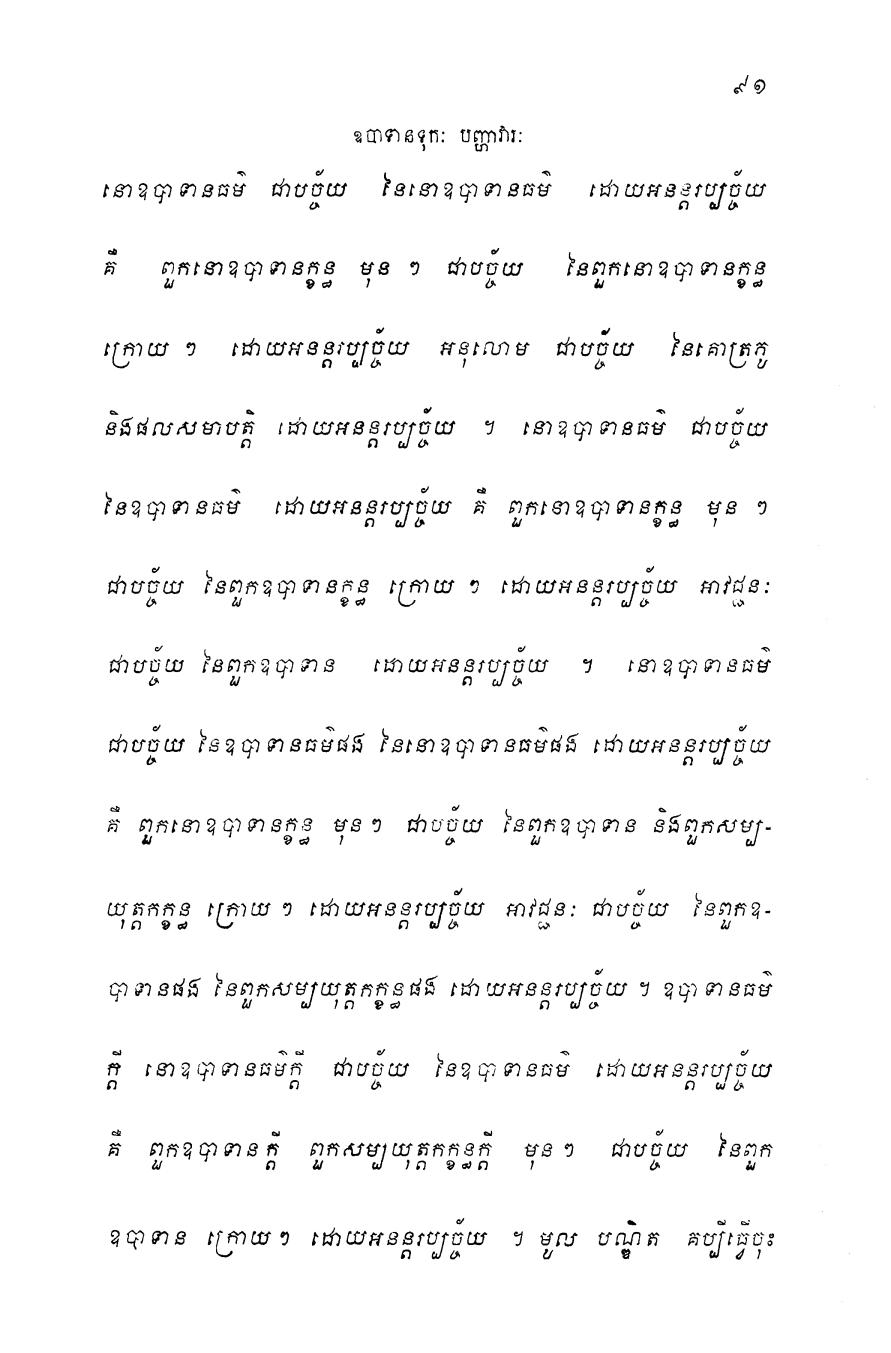 ៩១
ឧបាទានទុកៈ បញ្ហាវារៈ
នោឧបាទានធម៌ ជាបច្ច័យ នៃនោឧបាទានធម៌ ដោយអនន្តរប្បច្ច័យ
គឺ ពួកនោឧបាទានក្ខន្ធ មុន ៗ ជាបច្ច័យ នៃពួកនោឧបាទានក្ខន្ធ
ក្រោយ ៗ ដោយអនន្តរប្បច្ច័យ អនុលោម ជាបច្ច័យ នៃគោត្រភូ
និងផលសមាបត្តិ ដោយអនន្តរប្បច្ច័យ ។ នោឧបាទានធម៌ ជាបច្ច័យ
នៃឧបាទានធម៌ ដោយអនន្តរប្បច្ច័យ គឺ ពួកនោឧបាទានក្ខន្ធ មុន ៗ
ជាបច្ច័យ នៃពួកឧបាទានក្ខន្ធ ក្រោយ ៗ ដោយអនន្តរប្បច្ច័យ អាវជ្ជនៈ
ជាបច្ច័យ នៃពួកឧបាទាន ដោយអនន្តរប្បច្ច័យ ។ នោឧបាទានធម៌
ជាបច្ច័យ នៃឧបាទានធម៌ផង នៃនោឧបាទានធម៌ផង ដោយអនន្តរប្បច្ច័យ
គឺ ពួកនោឧបាទានក្ខន្ធ មុន ៗ ជាបច្ច័យ នៃពួកឧបាទាន និងពួកសម្ប-
យុត្តកក្ខន្ធ ក្រោយ ៗ ដោយអនន្តរប្បច្ច័យ អាវជ្ជនៈ ជាបច្ច័យ នៃពួកឧ-
បាទានផង នៃពួកសម្បយុត្តកក្ខន្ធផង ដោយអនន្តរប្បច្ច័យ ។ ឧបាទានធម៌
ក្តី នោឧបាទានធម៌ក្តី ជាបច្ច័យ នៃឧបាទានធម៌ ដោយអនន្តរប្បច្ច័យ
គឺ ពួកឧបាទានក្តី ពួកសម្បយុត្តកក្ខន្ធក្តី មុន ៗ ជាបច្ច័យ នៃពួក
ឧបាទាន ក្រោយ ៗ ដោយអនន្តរប្បច្ច័យ ។ មូល បណ្ឌិត គប្បីធ្វើចុះ